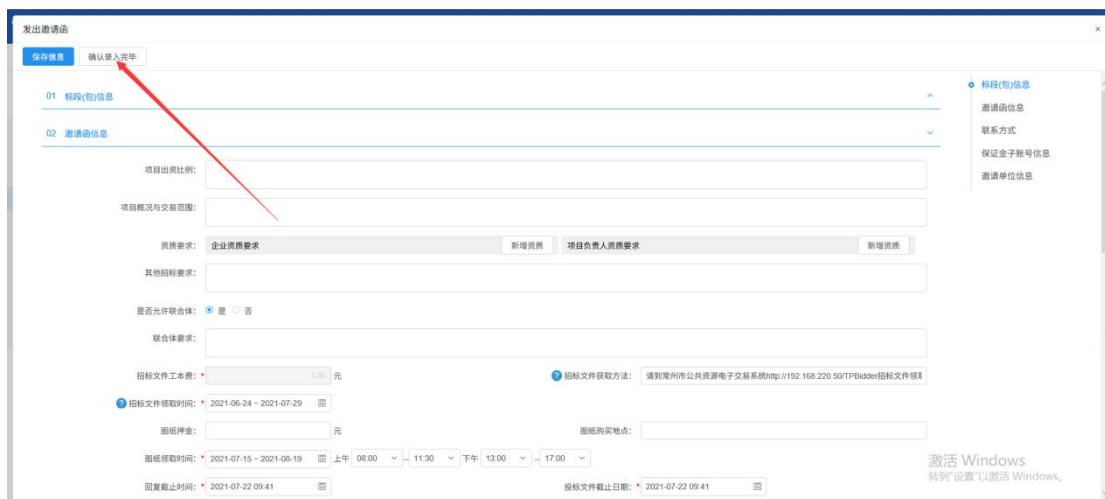 发出邀请函 ×
保存信息 确认录入完毕
01 标段(包)信息
02 邀请函信息
标段(包)信息
邀请函信息
联系方式
保证金子账号信息
邀请单位信息
项目出资比例:
项目概况与交易范围:
资质要求: 企业资质要求 新增资质 项目负责人资质要求 新增资质
其他招标要求:
是否允许联合体: 是 否
联合体要求:
招标文件工本费: * 1.00 元 ? 招标文件获取方法: 请到常州市公共资源电子交易系统http://192.168.220.50/TPBidder招标文件领取
? 招标文件领取时间: * 2021-06-24 ~ 2021-07-29
图纸押金: 元 图纸购买地点:
图纸领取时间: * 2021-07-15 ~ 2021-08-19 上午 08:00 - 11:30 下午 13:00 - 17:00
回复截止时间: * 2021-07-22 09:41 投标文件截止日期: * 2021-07-22 09:41
激活 Windows
转到"设置"以激活 Windows。